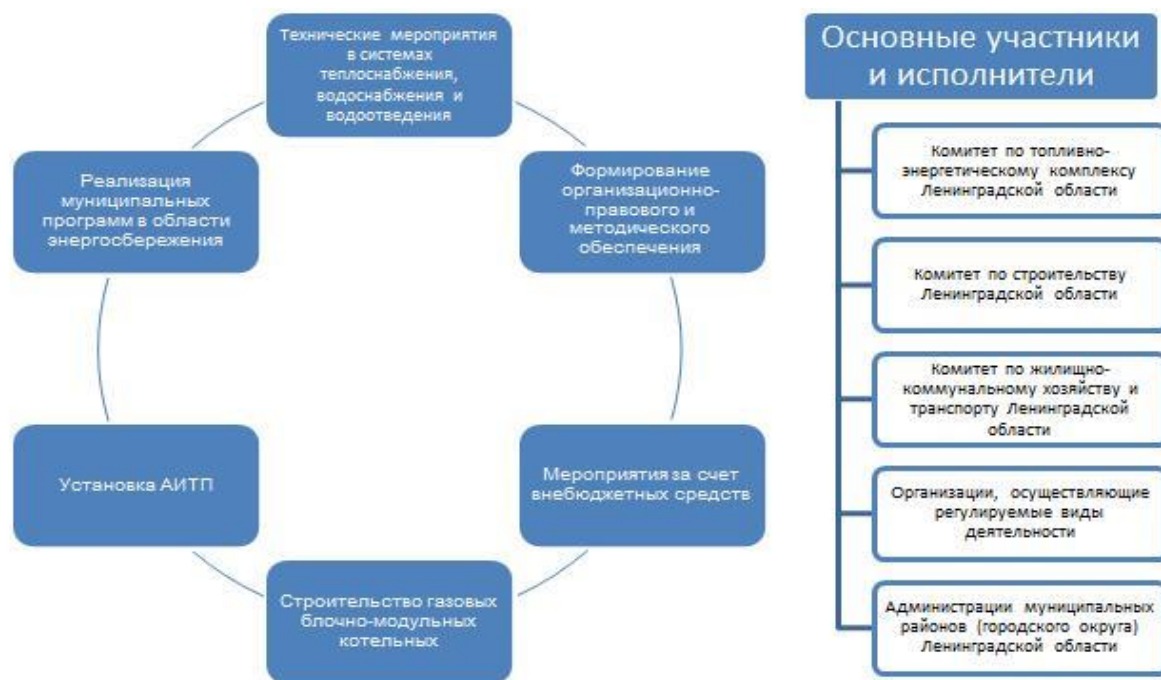 Технические мероприятия
в системах
теплоснабжения,
водоснабжения и
водоотведения
Формирование
организационно-
правового и
методического
обеспечения
Мероприятия за счет
внебюджетных средств
Строительство газовых
блочно-модульных
котельных
Установка АИТП
Реализация
муниципальных
программ в области
энергосбережения
Основные участники
и исполнители
Комитет по топливно-
энергетическому комплексу
Ленинградской области
Комитет по строительству
Ленинградской области
Комитет по жилищно-
коммунальному хозяйству и
транспорту Ленинградской
области
Организации, осуществляющие
регулируемые виды
деятельности
Администрации муниципальных
районов (городского округа)
Ленинградской области